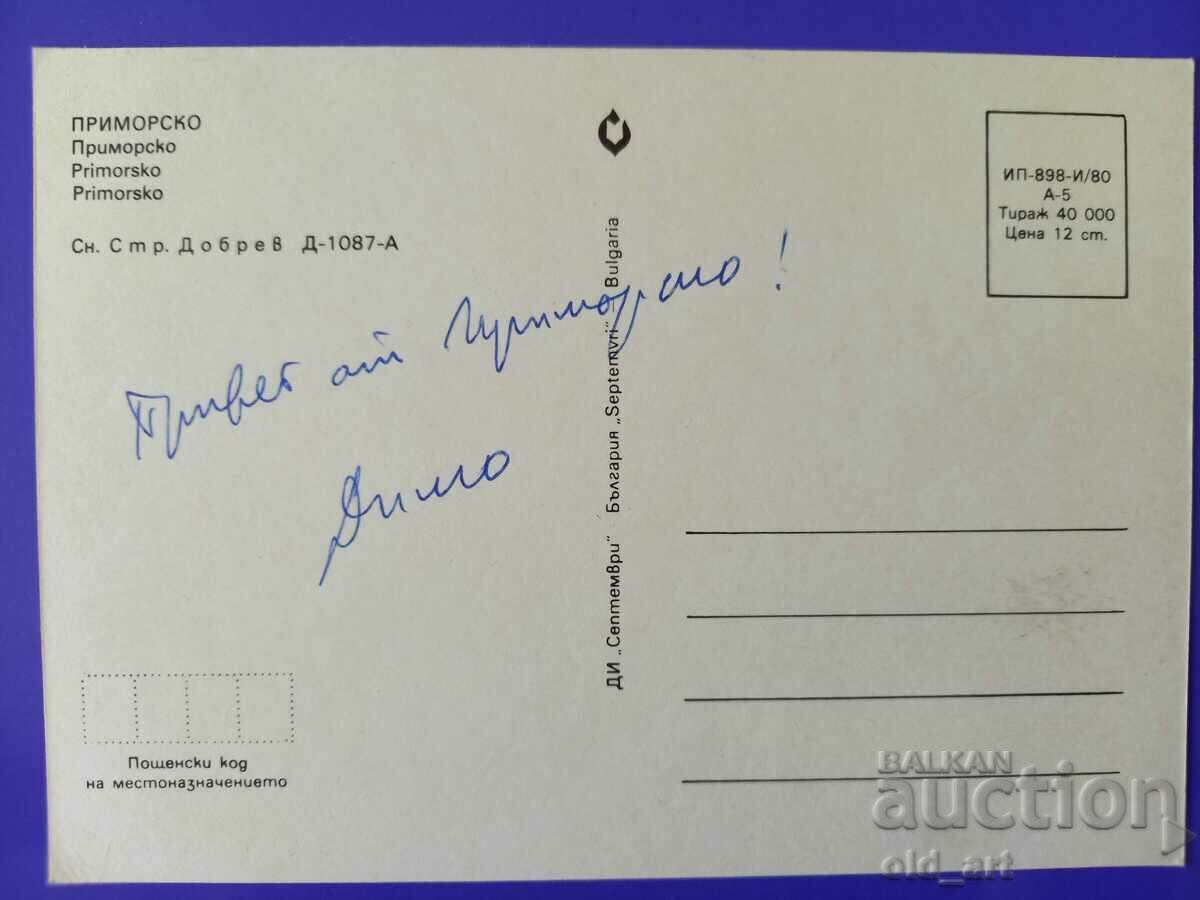 ПРИМОРСКО
Приморско
Primorsko
Primorsko
Сн. Стр. Добрев Д-1087-А
Привет от Приморско!
Димо
Пощенски код
на местоназначението
ДИ „Септември" България „Septemvri" — Bulgaria
ИП-898-И/80
А-5
Тираж 40 000
Цена 12 ст.
BALKAN
auction
old_art